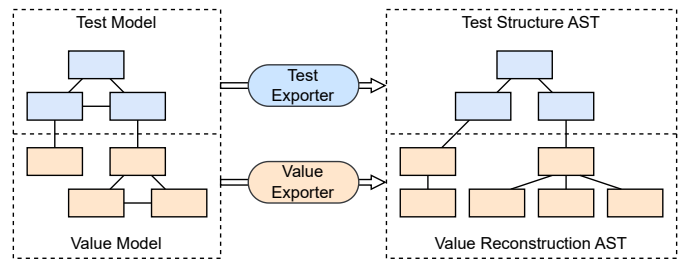 Test Model
Test Structure AST
Test
Exporter
Value
Exporter
Value Model
Value Reconstruction AST